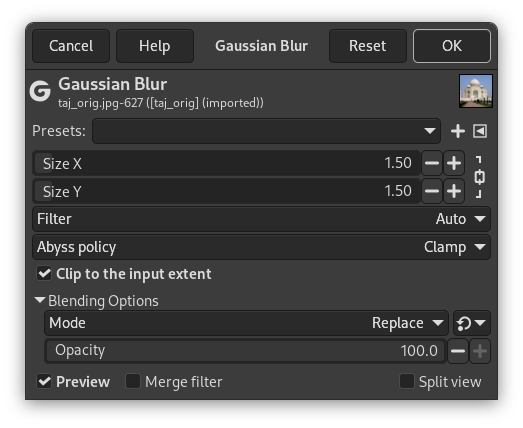 Cancel Help Gaussian Blur Reset OK
Gaussian Blur
taj_orig.jpg-627 ([taj_orig] (imported))
Presets:
Size X 1.50
Size Y 1.50
Filter Auto
Abyss policy Clamp
Clip to the input extent
Blending Options
Mode Replace
Opacity 100.0
Preview Merge filter Split view